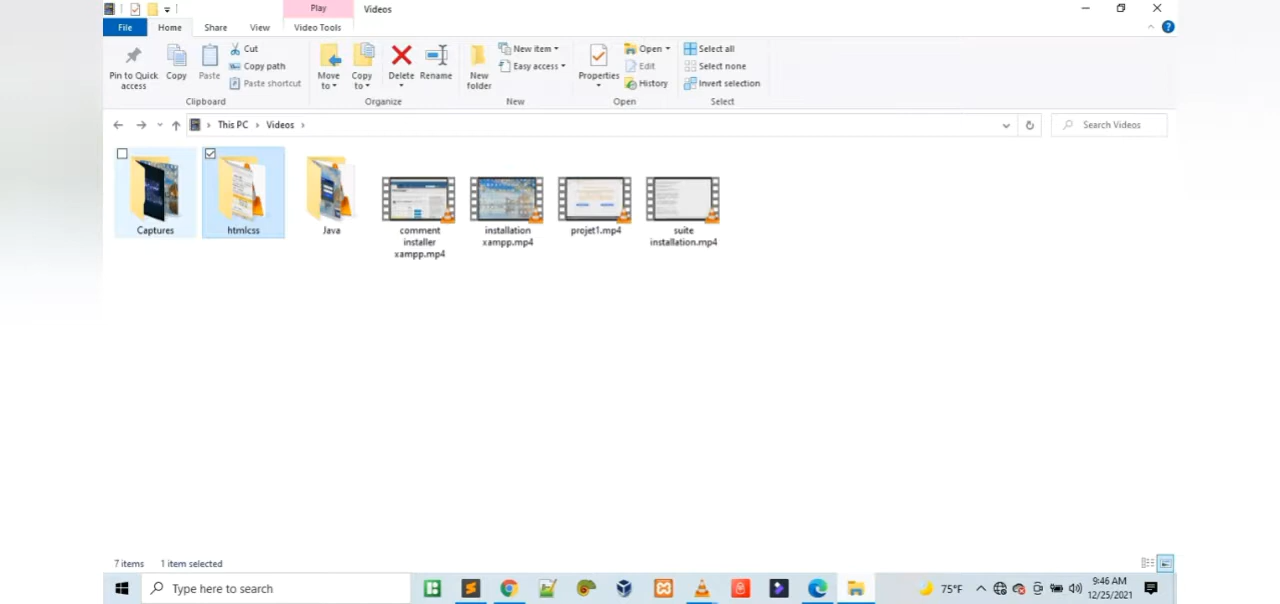 Play
Videos
File
Home
Share
View
Video Tools
Pin to Quick access
Copy
Paste
Cut
Copy path
Paste shortcut
Clipboard
Move to
Copy to
Delete
Rename
Organize
New folder
New item
Easy access
New
Properties
Open
Edit
History
Open
Select all
Select none
Invert selection
Select
This PC > Videos >
Search Videos
Captures
htmlcss
Java
comment
installer
xampp.mp4
installation
xampp.mp4
projet1.mp4
suite
installation.mp4
7 items
1 item selected
Type here to search
75°F
9:46 AM
12/25/2021